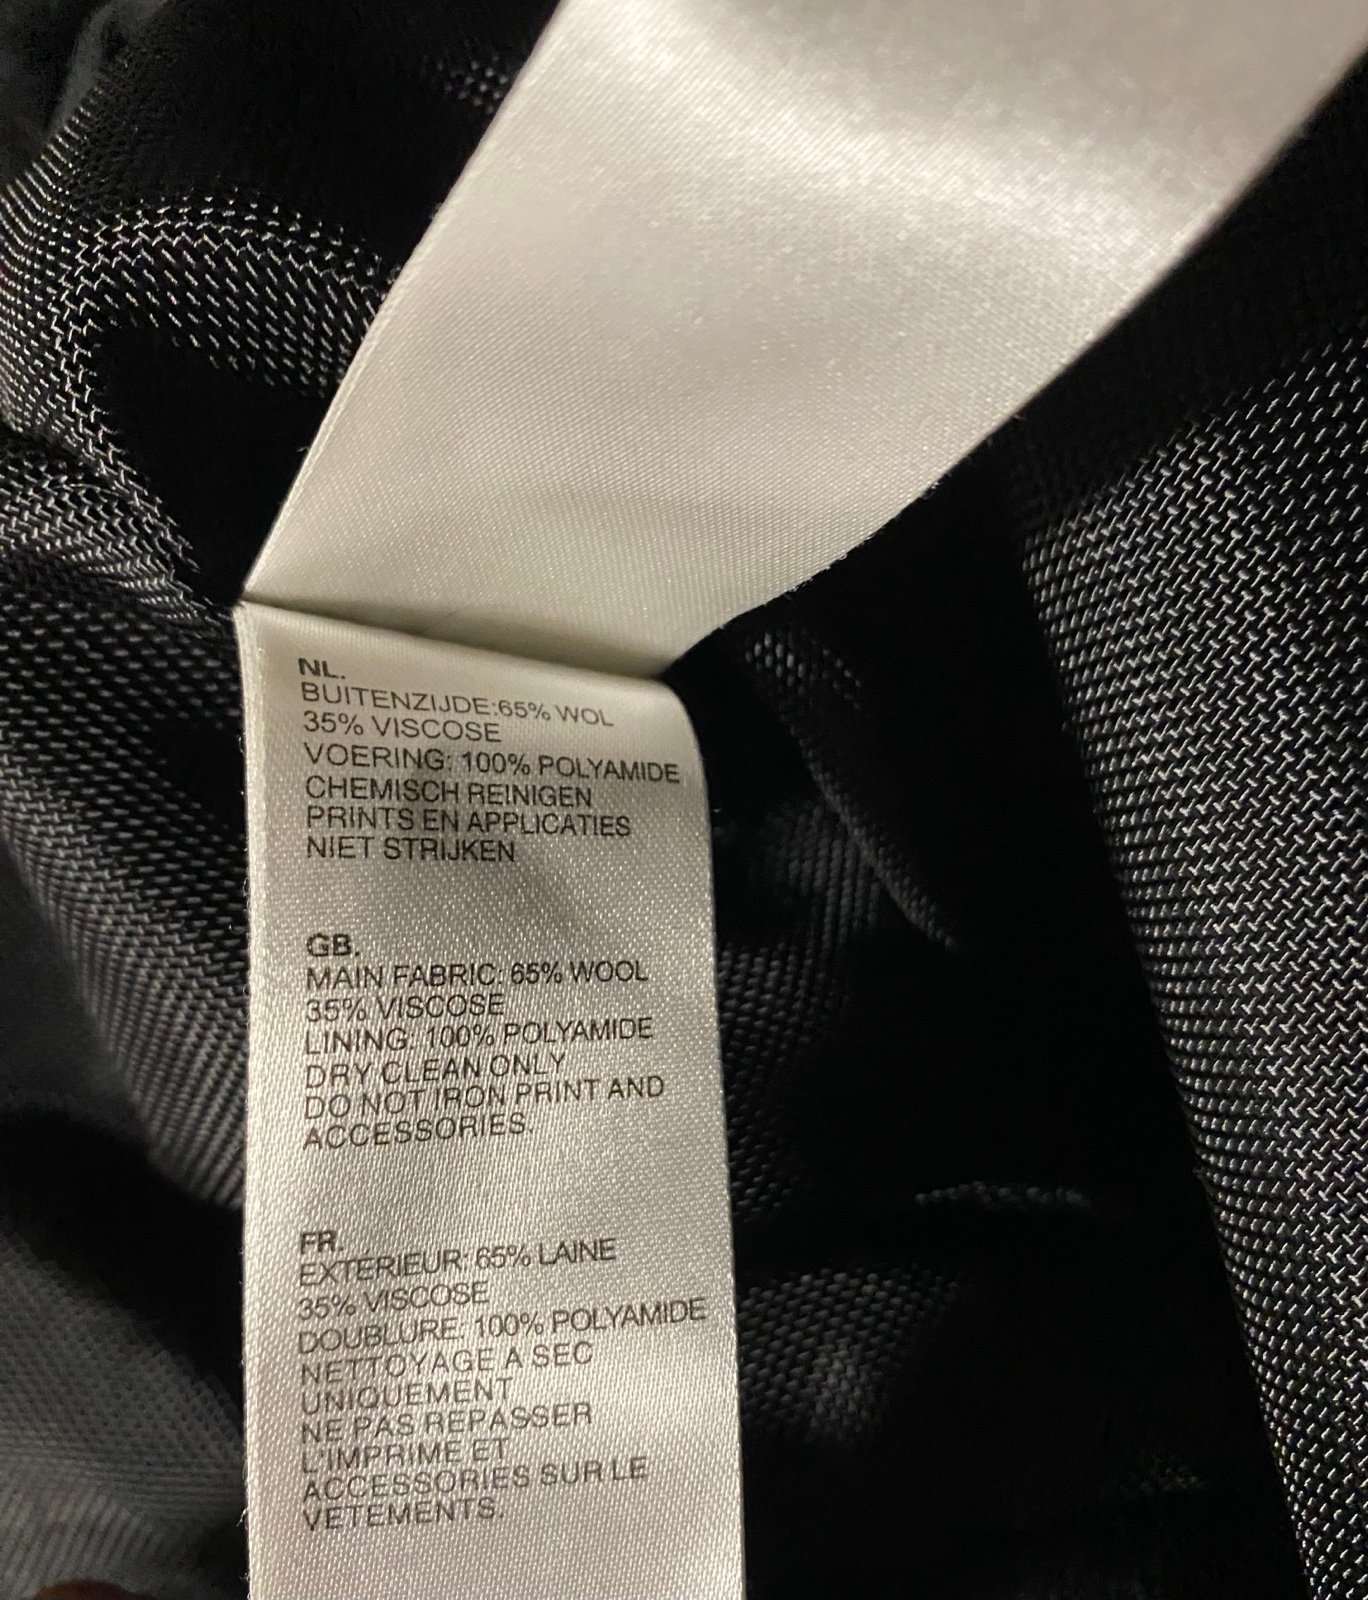 NL.
BUITENZIJDE:65% WOL
35% VISCOSE
VOERING: 100% POLYAMIDE
CHEMISCH REINIGEN
PRINTS EN APPLICATIES
NIET STRIJKEN
GB.
MAIN FABRIC: 65% WOOL
35% VISCOSE
LINING: 100% POLYAMIDE
DRY CLEAN ONLY
DO NOT IRON PRINT AND
ACCESSORIES.
FR.
EXTERIEUR: 65% LAINE
35% VISCOSE
DOUBLURE: 100% POLYAMIDE
NETTOYAGE A SEC
UNIQUEMENT
NE PAS REPASSER
L'IMPRIME ET
ACCESSORIES SUR LE
VETEMENTS.